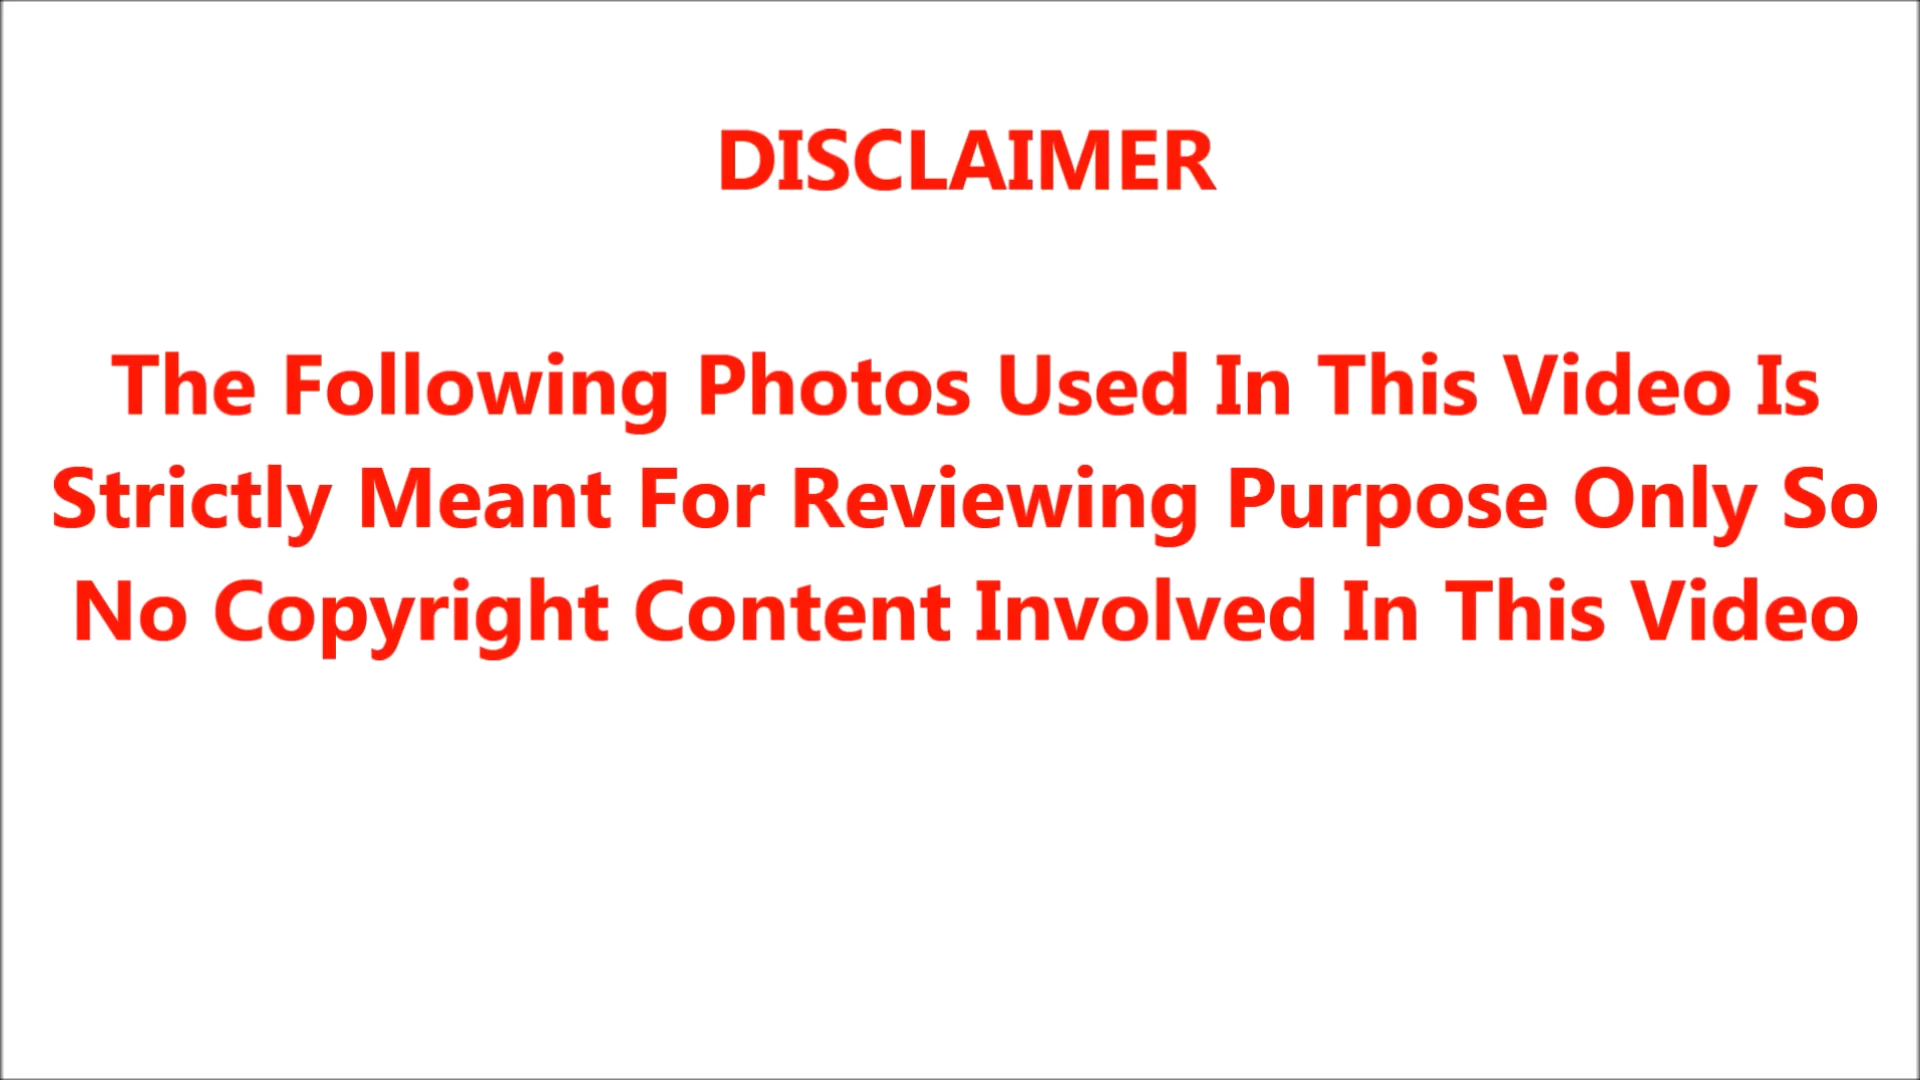 DISCLAIMER
The Following Photos Used In This Video Is
Strictly Meant For Reviewing Purpose Only So
No Copyright Content Involved In This Video